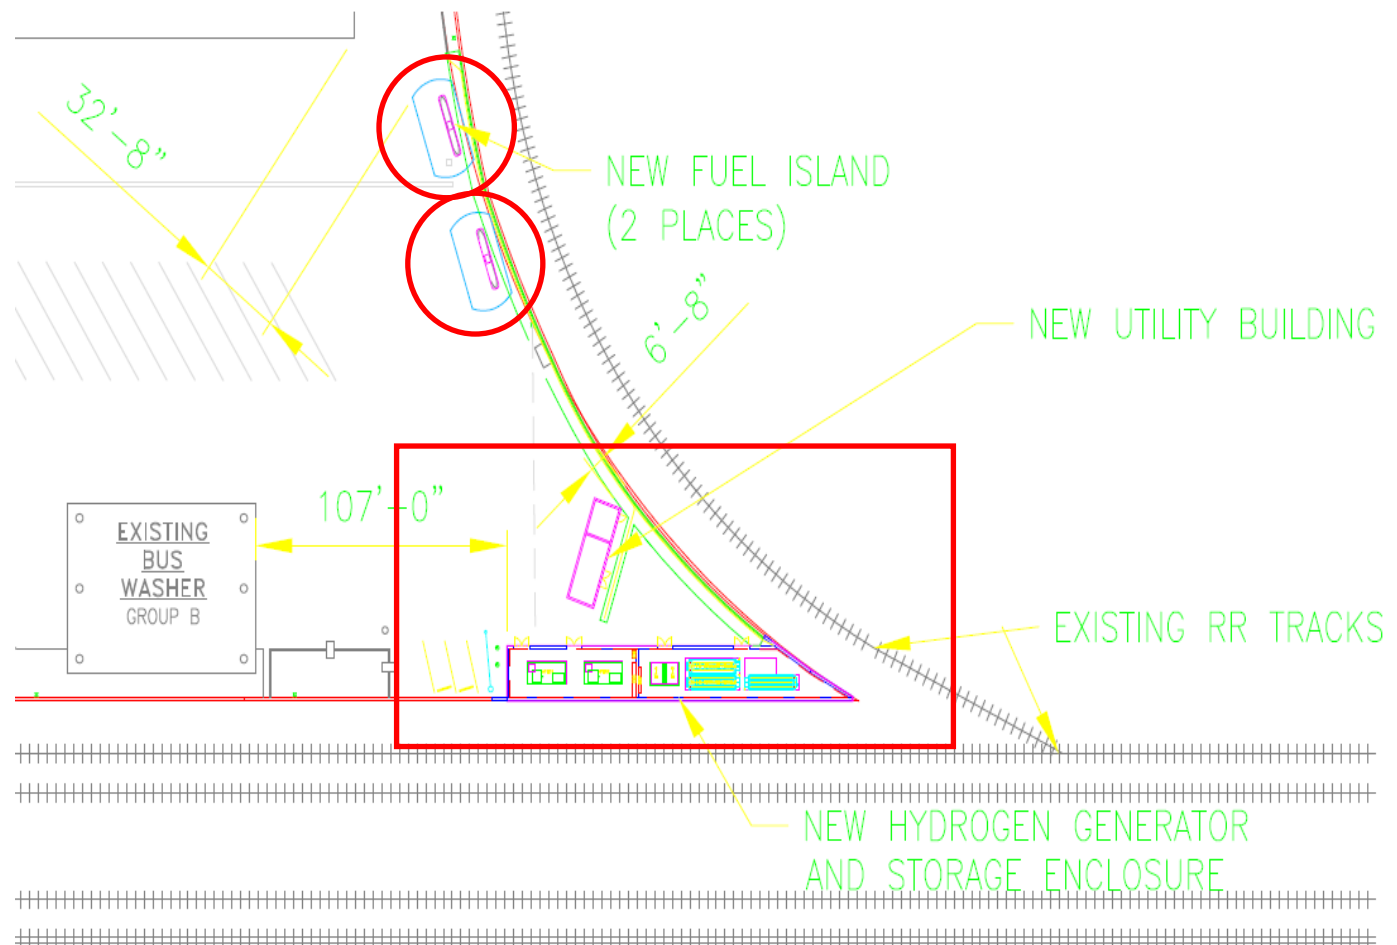 32'-8"
NEW FUEL ISLAND
(2 PLACES)
6'-8"
NEW UTILITY BUILDING
107'-0"
EXISTING
BUS
WASHER
GROUP B
EXISTING RR TRACKS
NEW HYDROGEN GENERATOR
AND STORAGE ENCLOSURE